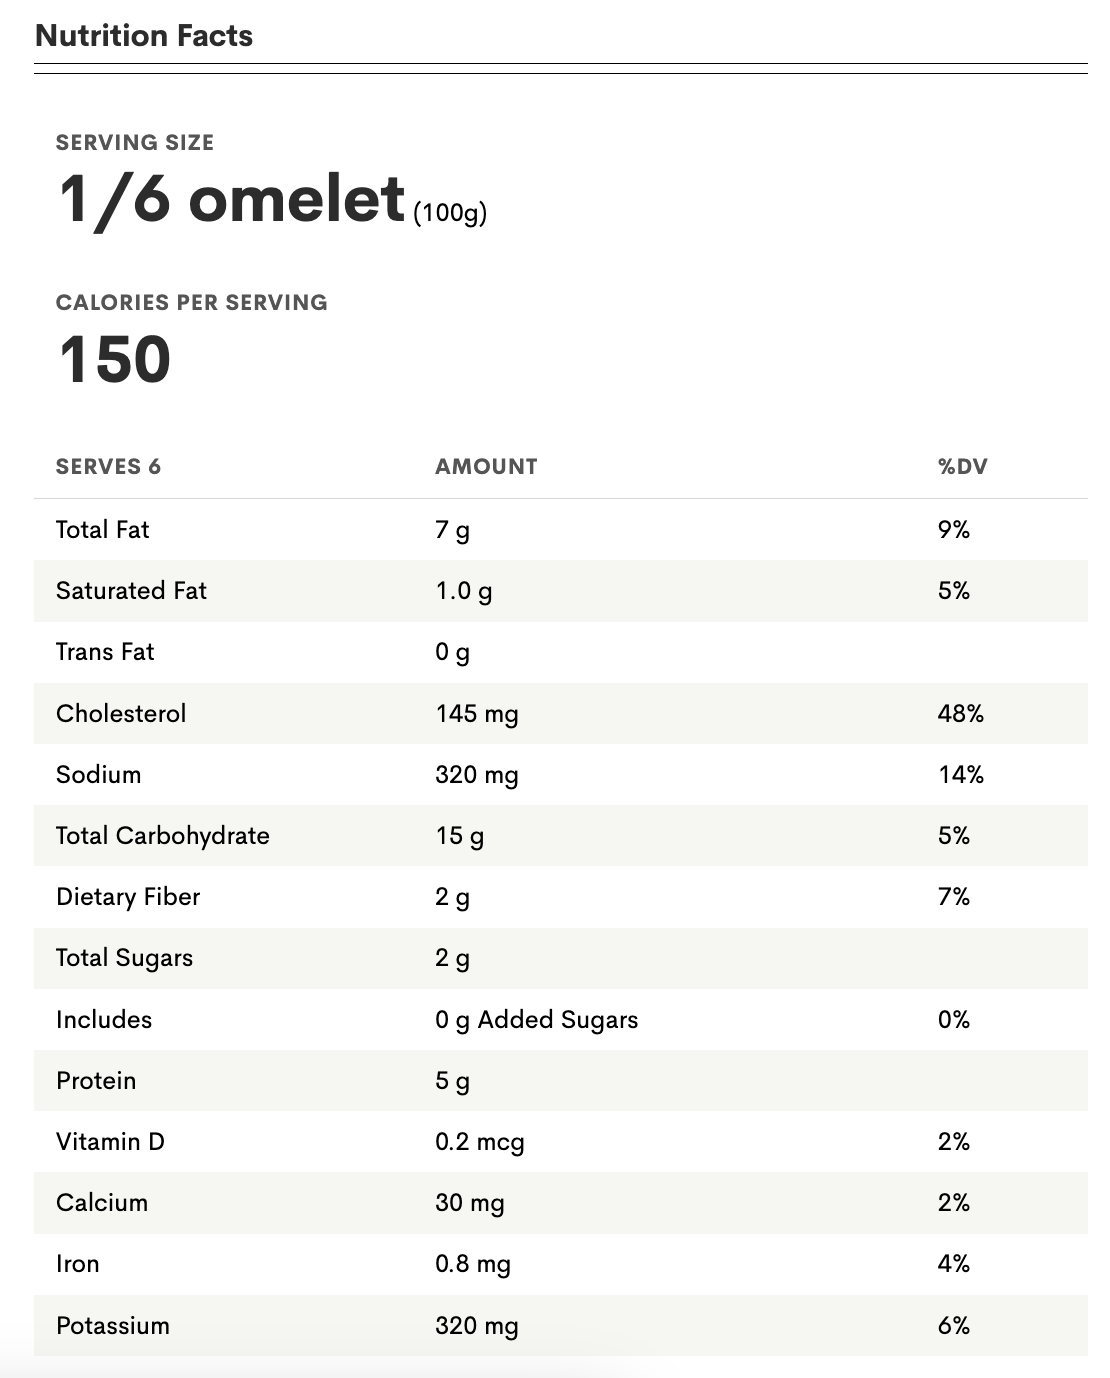 Nutrition Facts
SERVING SIZE
1/6 omelet (100g)
CALORIES PER SERVING
150
SERVES 6 AMOUNT %DV
Total Fat 7 g 9%
Saturated Fat 1.0 g 5%
Trans Fat 0 g
Cholesterol 145 mg 48%
Sodium 320 mg 14%
Total Carbohydrate 15 g 5%
Dietary Fiber 2 g 7%
Total Sugars 2 g
Includes 0 g Added Sugars 0%
Protein 5 g
Vitamin D 0.2 mcg 2%
Calcium 30 mg 2%
Iron 0.8 mg 4%
Potassium 320 mg 6%